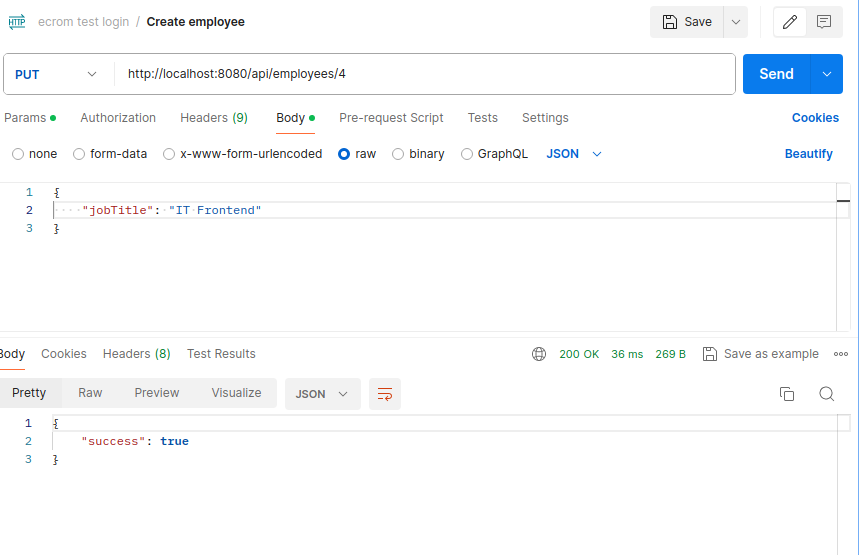 HTTP ecrom test login / Create employee Save
PUT http://localhost:8080/api/employees/4 Send
Params Authorization Headers (9) Body Pre-request Script Tests Settings Cookies
none form-data x-www-form-urlencoded raw binary GraphQL JSON Beautify
1 {
2 ····"jobTitle":·"IT·Frontend"
3 }
Body Cookies Headers (8) Test Results 200 OK 36 ms 269 B Save as example
Pretty Raw Preview Visualize JSON
1 {
2 "success": true
3 }